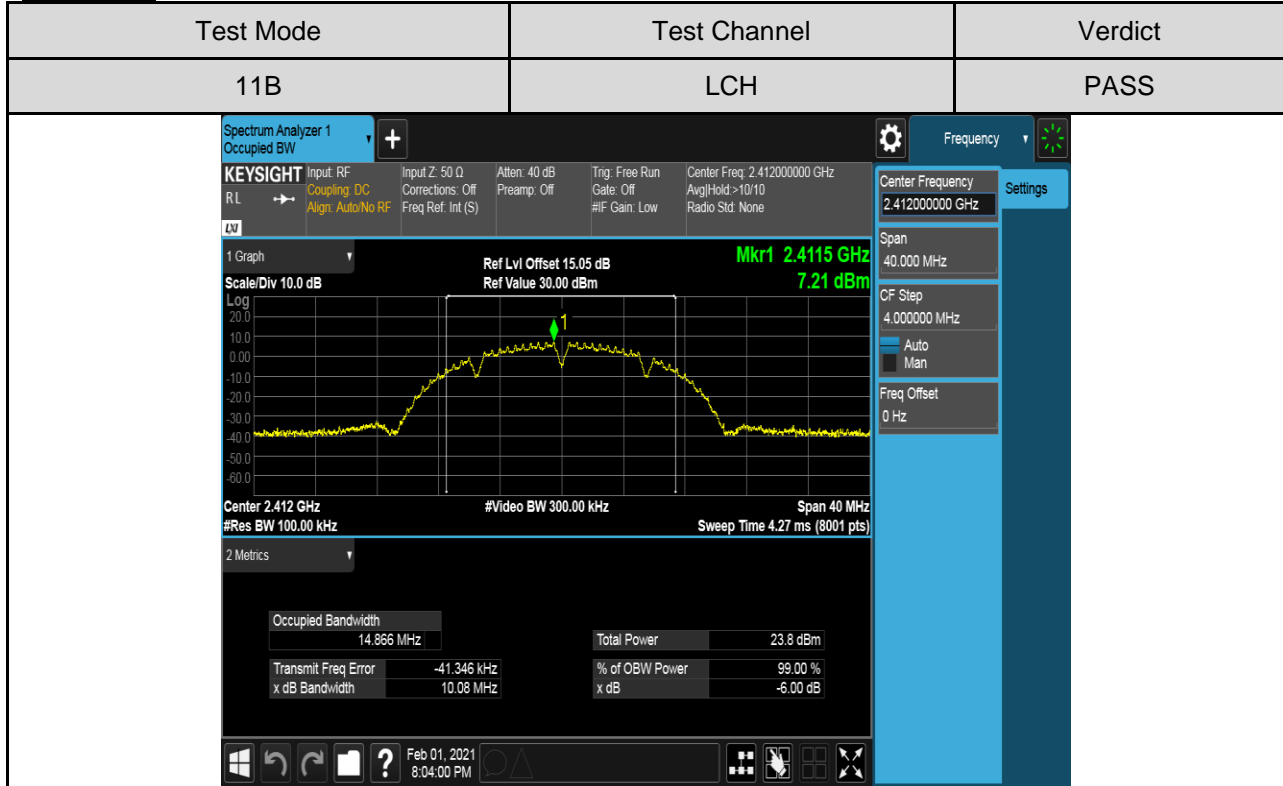 Test Mode Test Channel Verdict
11B LCH PASS
Spectrum Analyzer 1
Occupied BW
+
Frequency
KEYSIGHT Input: RF Input Z: 50 Ω Atten: 40 dB Trig: Free Run Center Freq: 2.412000000 GHz
Coupling: DC Corrections: Off Preamp: Off Gate: Off Avg|Hold:>10/10
RL Align: Auto/No RF Freq Ref: Int (S) #IF Gain: Low Radio Std: None
LXI
Center Frequency
2.412000000 GHz
Settings
Span
40.000 MHz
CF Step
4.000000 MHz
Auto
Man
Freq Offset
0 Hz
1 Graph Ref Lvl Offset 15.05 dB Mkr1 2.4115 GHz
Scale/Div 10.0 dB Ref Value 30.00 dBm 7.21 dBm
Log
20.0
1
10.0
0.00
-10.0
-20.0
-30.0
-40.0
-50.0
-60.0
Center 2.412 GHz #Video BW 300.00 kHz Span 40 MHz
#Res BW 100.00 kHz Sweep Time 4.27 ms (8001 pts)
2 Metrics
Occupied Bandwidth
14.866 MHz Total Power 23.8 dBm
Transmit Freq Error -41.346 kHz % of OBW Power 99.00 %
x dB Bandwidth 10.08 MHz x dB -6.00 dB
? Feb 01, 2021
8:04:00 PM